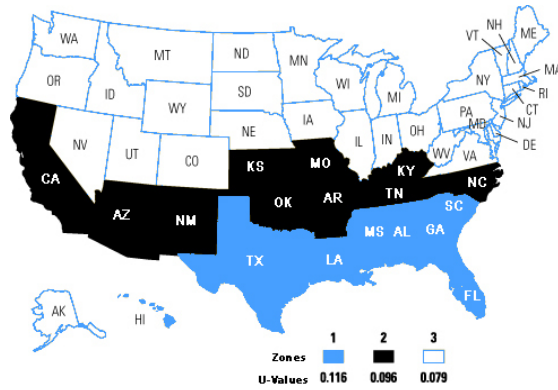 WA
MT
ND
MN
VT
NH
ME
OR
ID
WY
SD
WI
MI
NY
MA
RI
CT
NV
UT
CO
NE
IA
IL
IN
OH
PA
NJ
MD
DE
WV
VA
CA
AZ
NM
KS
MO
KY
OK
AR
TN
NC
SC
TX
LA
MS
AL
GA
FL
AK
HI
Zones 1 2 3
U-Values 0.116 0.096 0.079